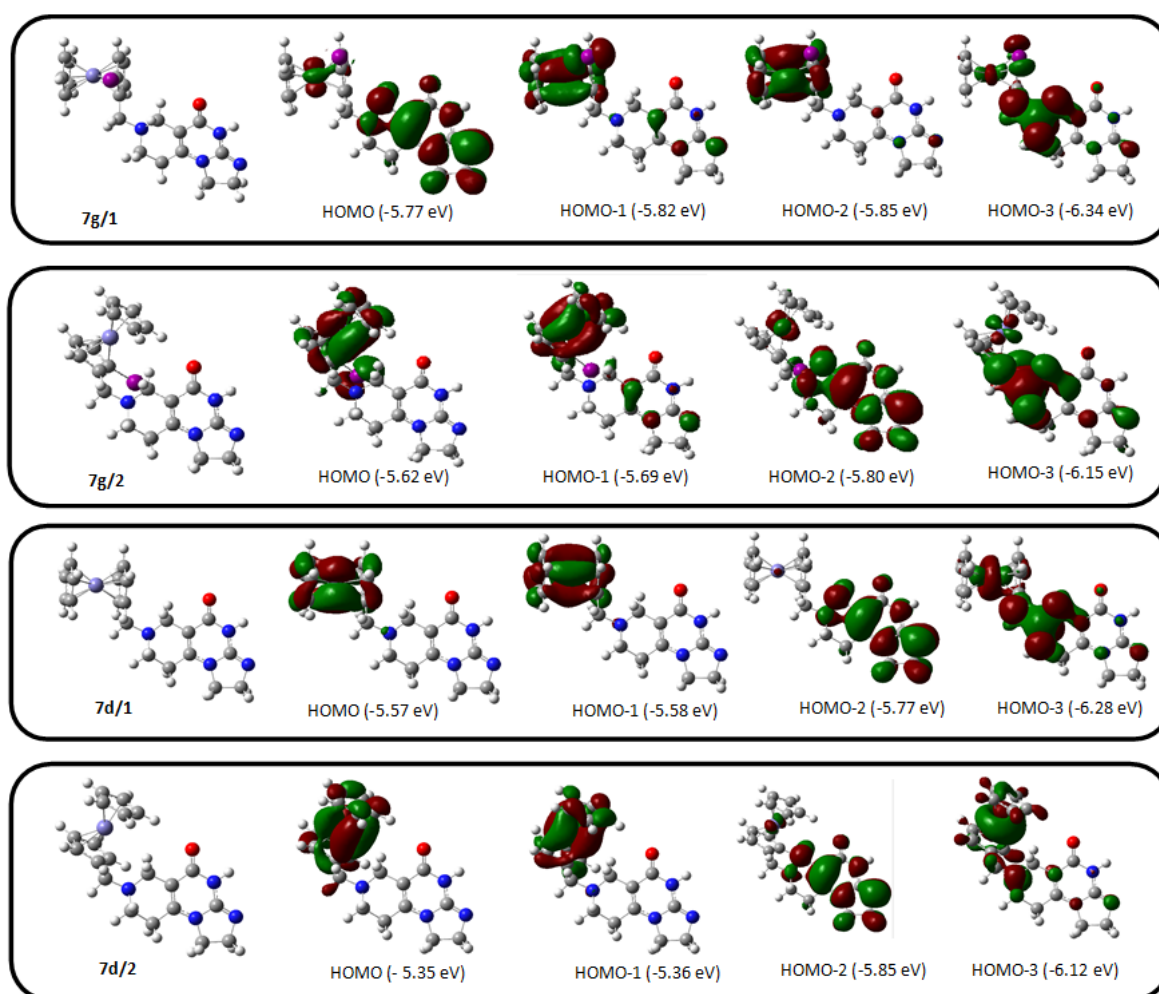 7g/1
HOMO (-5.77 eV)
HOMO-1 (-5.82 eV)
HOMO-2 (-5.85 eV)
HOMO-3 (-6.34 eV)
7g/2
HOMO (-5.62 eV)
HOMO-1 (-5.69 eV)
HOMO-2 (-5.80 eV)
HOMO-3 (-6.15 eV)
7d/1
HOMO (-5.57 eV)
HOMO-1 (-5.58 eV)
HOMO-2 (-5.77 eV)
HOMO-3 (-6.28 eV)
7d/2
HOMO (- 5.35 eV)
HOMO-1 (-5.36 eV)
HOMO-2 (-5.85 eV)
HOMO-3 (-6.12 eV)